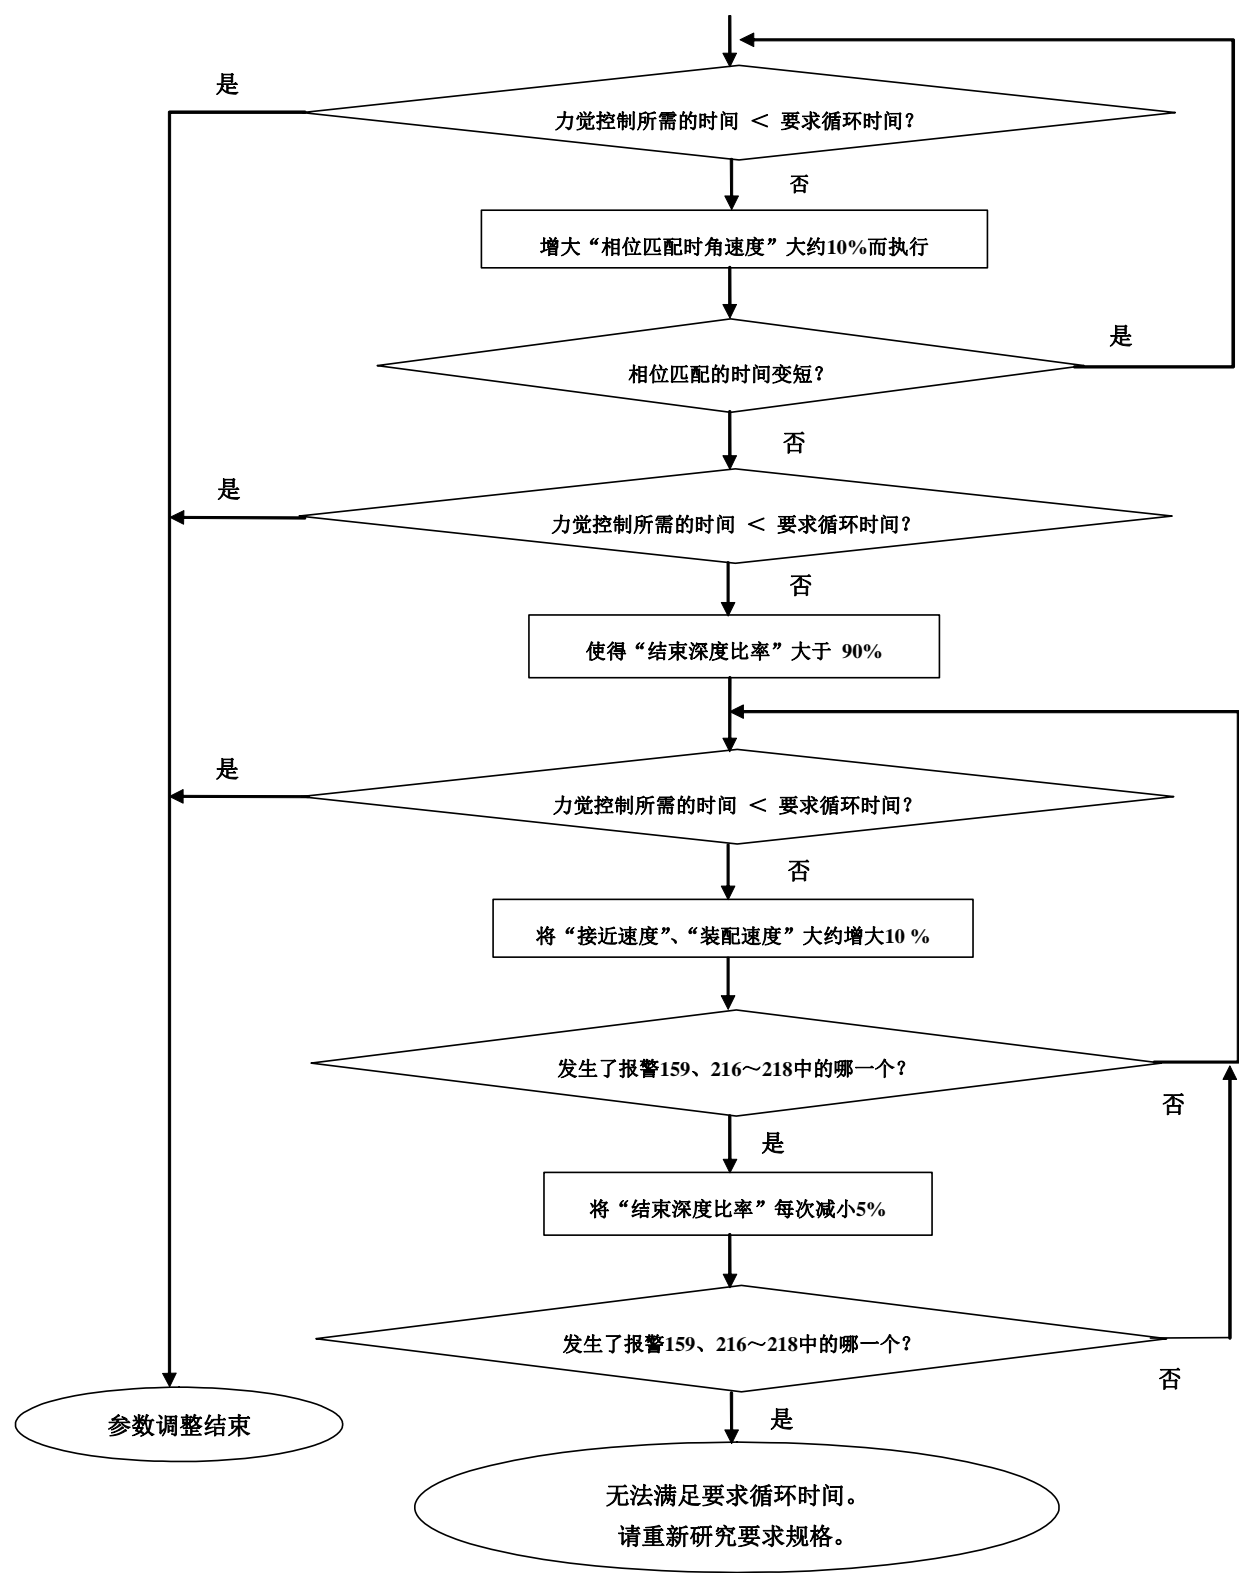 是
力觉控制所需的时间 ＜ 要求循环时间?
否
增大“相位匹配时角速度”大约10%而执行
是
相位匹配的时间变短?
否
是
力觉控制所需的时间 ＜ 要求循环时间?
否
使得“结束深度比率”大于 90%
是
力觉控制所需的时间 ＜ 要求循环时间?
否
将“接近速度”、“装配速度”大约增大10 %
发生了报警159、216～218中的哪一个?
否
是
将“结束深度比率”每次减小5%
发生了报警159、216～218中的哪一个?
否
参数调整结束
是
无法满足要求循环时间。
请重新研究要求规格。